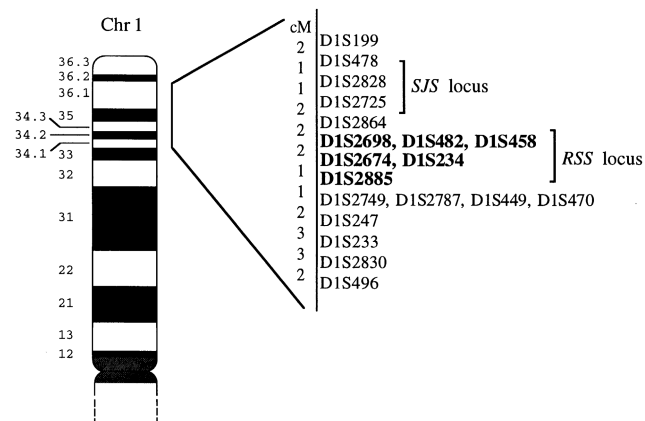 Chr 1
36.3
36.2
36.1
34.3 35
34.2
34.1 33
32
31
22
21
13
12
cM
D1S199
2
D1S478
1
D1S2828
1
D1S2725
2
D1S2864
2
D1S2698, D1S482, D1S458
2
D1S2674, D1S234
1
D1S2885
1
D1S2749, D1S2787, D1S449, D1S470
2
D1S247
3
D1S233
3
D1S2830
2
D1S496
SJS locus
RSS locus